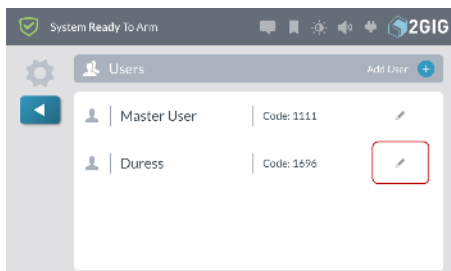 System Ready To Arm
2GIG
Users
Add User
Master User
Code: 1111
Duress
Code: 1696